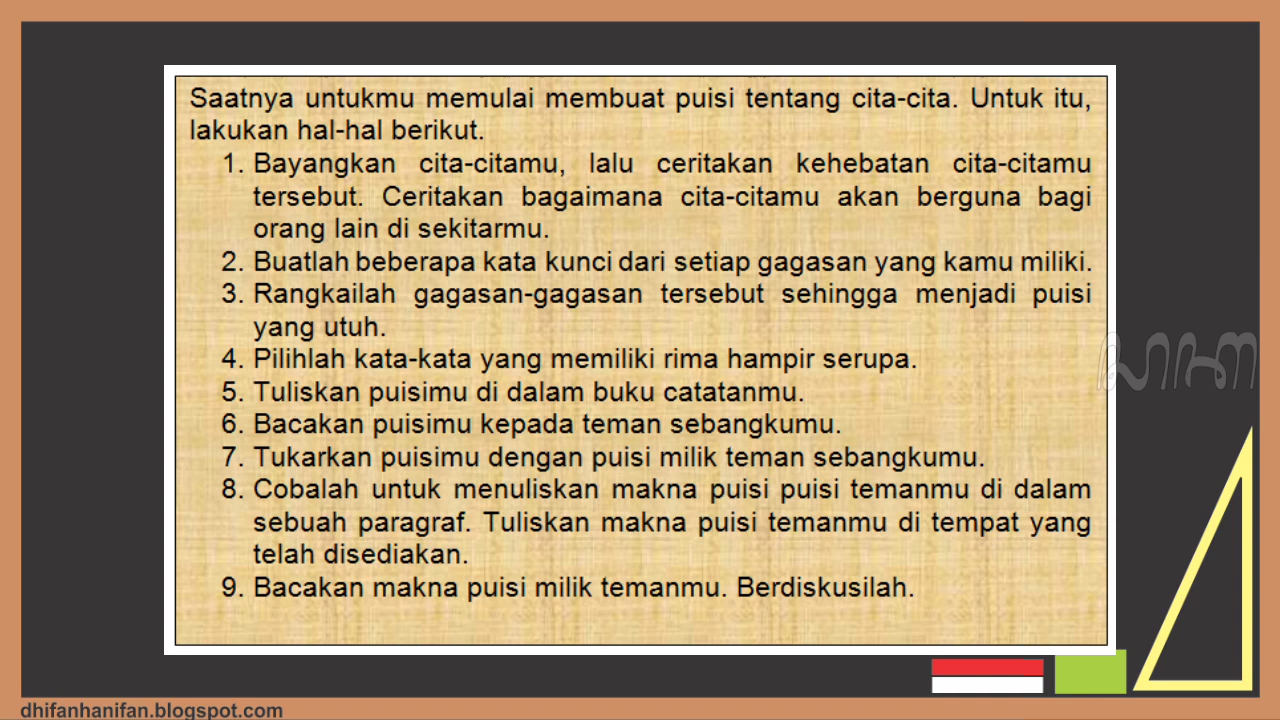 Saatnya untukmu memulai membuat puisi tentang cita-cita. Untuk itu,
lakukan hal-hal berikut.
1. Bayangkan cita-citamu, lalu ceritakan kehebatan cita-citamu
tersebut. Ceritakan bagaimana cita-citamu akan berguna bagi
orang lain di sekitarmu.
2. Buatlah beberapa kata kunci dari setiap gagasan yang kamu miliki.
3. Rangkailah gagasan-gagasan tersebut sehingga menjadi puisi
yang utuh.
4. Pilihlah kata-kata yang memiliki rima hampir serupa.
5. Tuliskan puisimu di dalam buku catatanmu.
6. Bacakan puisimu kepada teman sebangkumu.
7. Tukarkan puisimu dengan puisi milik teman sebangkumu.
8. Cobalah untuk menuliskan makna puisi puisi temanmu di dalam
sebuah paragraf. Tuliskan makna puisi temanmu di tempat yang
telah disediakan.
9. Bacakan makna puisi milik temanmu. Berdiskusilah.
dhifanhanifan.blogspot.com